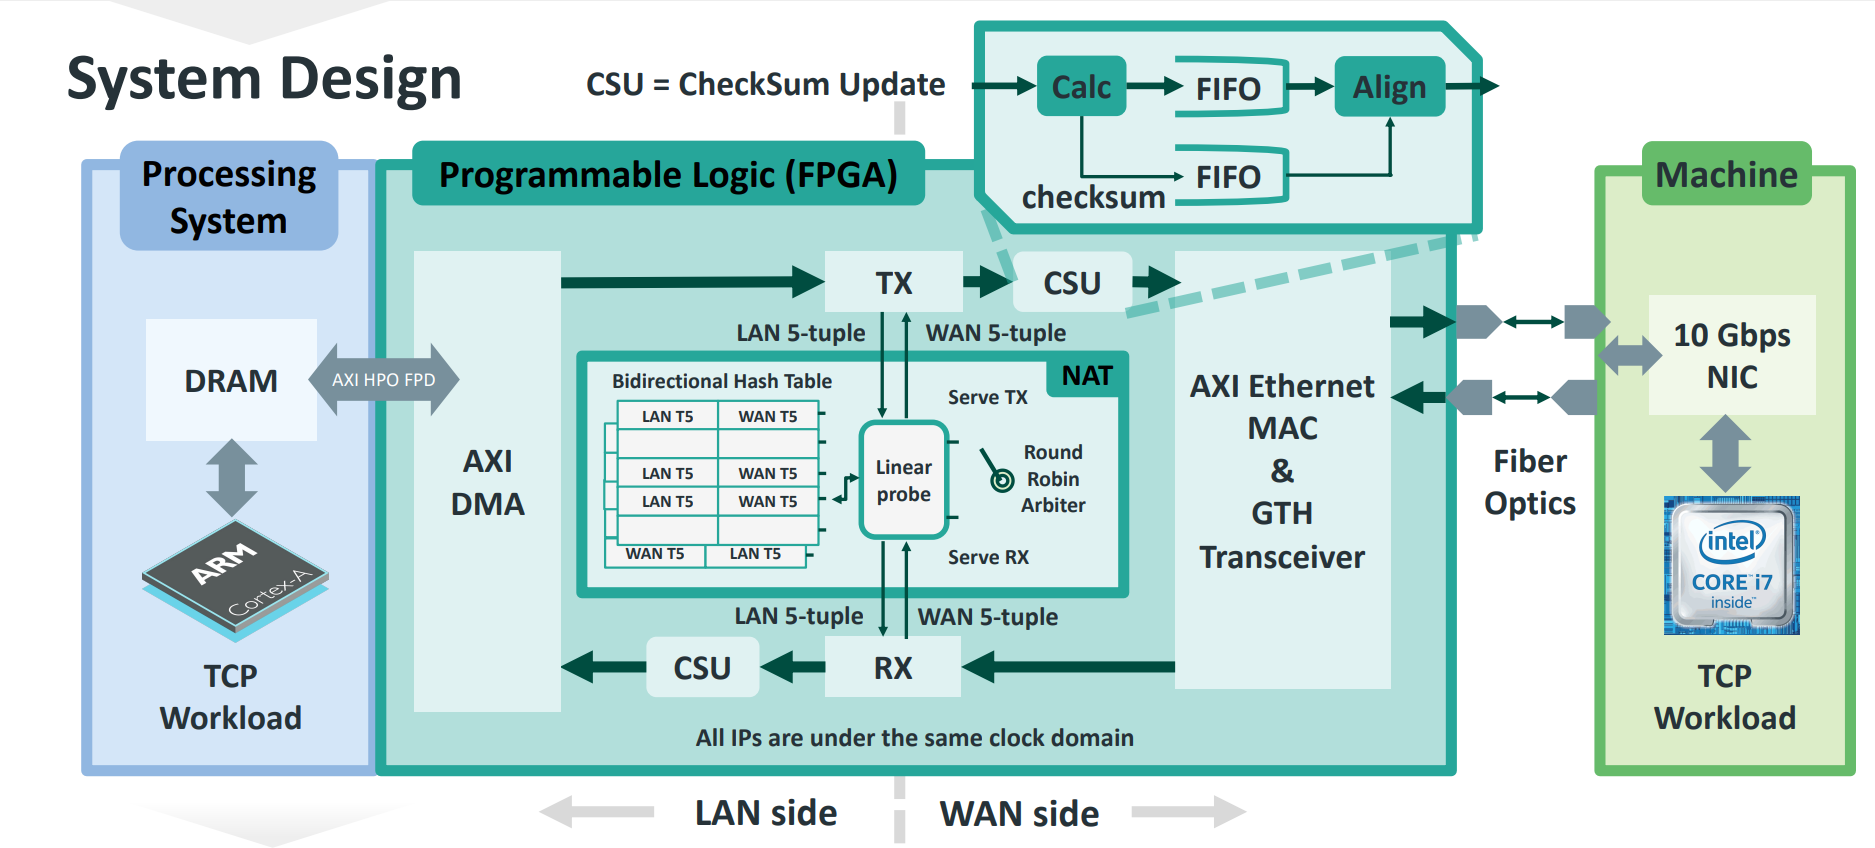 System Design
CSU = CheckSum Update
Calc
FIFO
Align
FIFO
checksum
Processing
System
Programmable Logic (FPGA)
Machine
DRAM
AXI HPO FPD
ARM
Cortex-A
TCP
Workload
AXI
DMA
TX
CSU
LAN 5-tuple
WAN 5-tuple
NAT
Bidirectional Hash Table
LAN T5
WAN T5
LAN T5
WAN T5
LAN T5
WAN T5
WAN T5
LAN T5
Linear
probe
Serve TX
Round
Robin
Arbiter
Serve RX
LAN 5-tuple
WAN 5-tuple
CSU
RX
AXI Ethernet
MAC
&
GTH
Transceiver
All IPs are under the same clock domain
Fiber
Optics
10 Gbps
NIC
intel
CORE™ i7
inside™
TCP
Workload
LAN side
WAN side